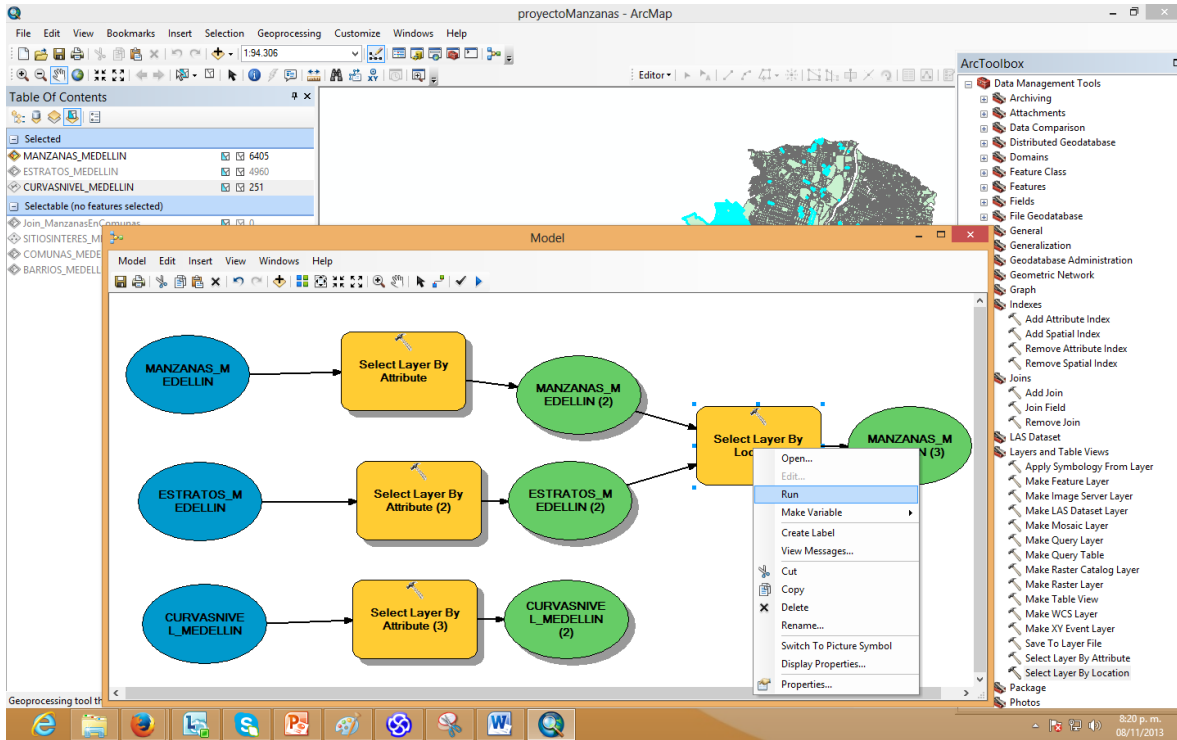 proyectoManzanas - ArcMap
File Edit View Bookmarks Insert Selection Geoprocessing Customize Windows Help
1:94.306
Editor
Table Of Contents
Selected
MANZANAS_MEDELLIN 6405
ESTRATOS_MEDELLIN 4960
CURVASNIVEL_MEDELLIN 251
Selectable (no features selected)
Join_ManzanasEnComunas 0
SITIOSINTERES_M
COMUNAS_MEDE
BARRIOS_MEDELL
Geoprocessing tool th
Model
Model Edit Insert View Windows Help
MANZANAS_M
EDELLIN
Select Layer By
Attribute
MANZANAS_M
EDELLIN (2)
Select Layer By
Loc
MANZANAS_M
N (3)
ESTRATOS_M
EDELLIN
Select Layer By
Attribute (2)
ESTRATOS_M
EDELLIN (2)
CURVASNIVE
L_MEDELLIN
Select Layer By
Attribute (3)
CURVASNIVE
L_MEDELLIN
(2)
Open...
Edit...
Run
Make Variable
Create Label
View Messages...
Cut
Copy
Delete
Rename...
Switch To Picture Symbol
Display Properties...
Properties...
ArcToolbox
Data Management Tools
Archiving
Attachments
Data Comparison
Distributed Geodatabase
Domains
Feature Class
Features
Fields
File Geodatabase
General
Generalization
Geodatabase Administration
Geometric Network
Graph
Indexes
Add Attribute Index
Add Spatial Index
Remove Attribute Index
Remove Spatial Index
Joins
Add Join
Join Field
Remove Join
LAS Dataset
Layers and Table Views
Apply Symbology From Layer
Make Feature Layer
Make Image Server Layer
Make LAS Dataset Layer
Make Mosaic Layer
Make Query Layer
Make Query Table
Make Raster Catalog Layer
Make Raster Layer
Make Table View
Make WCS Layer
Make XY Event Layer
Save To Layer File
Select Layer By Attribute
Select Layer By Location
Package
Photos
8:20 p. m.
08/11/2013